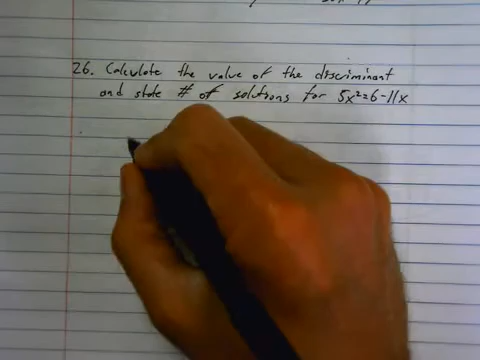 26. Calculate the value of the discriminant
and state # of solutions for 5x²=6-11x